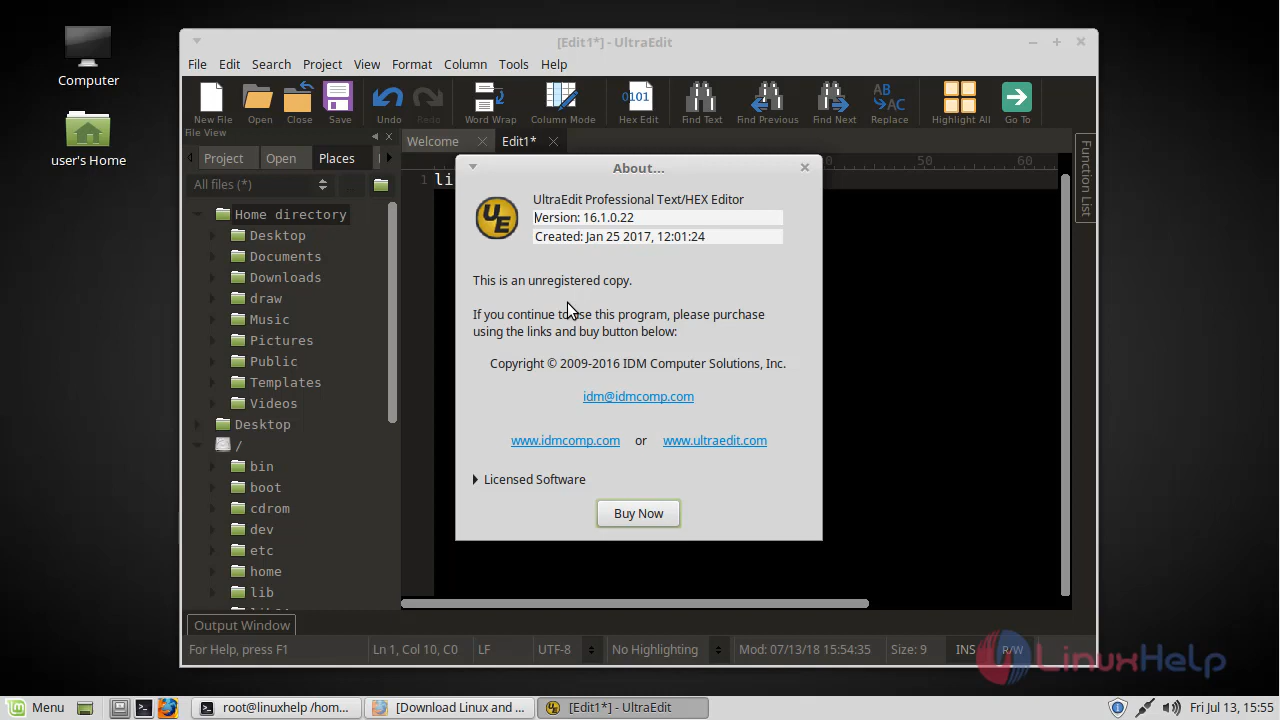 Computer
user's Home
[Edit1*] - UltraEdit
File Edit Search Project View Format Column Tools Help
0101
AB
AC
New File Open Close Save Undo Redo Word Wrap Column Mode Hex Edit Find Text Find Previous Find Next Replace Highlight All Go To
File View
Project Open Places
All files (*)
Home directory
Desktop
Documents
Downloads
draw
Music
Pictures
Public
Templates
Videos
Desktop
/
bin
boot
cdrom
dev
etc
home
lib
Welcome Edit1*
50 60
1 li
Function List
About...
UE
UltraEdit Professional Text/HEX Editor
Version: 16.1.0.22
Created: Jan 25 2017, 12:01:24
This is an unregistered copy.
If you continue to use this program, please purchase
using the links and buy button below:
Copyright © 2009-2016 IDM Computer Solutions, Inc.
idm@idmcomp.com
www.idmcomp.com or www.ultraedit.com
Licensed Software
Buy Now
Output Window
For Help, press F1 Ln 1, Col 10, C0 LF UTF-8 No Highlighting Mod: 07/13/18 15:54:35 Size: 9 INS R/W
LINUXHELP
Menu root@linuxhelp /hom... [Download Linux and ... [Edit1*] - UltraEdit Fri Jul 13, 15:55